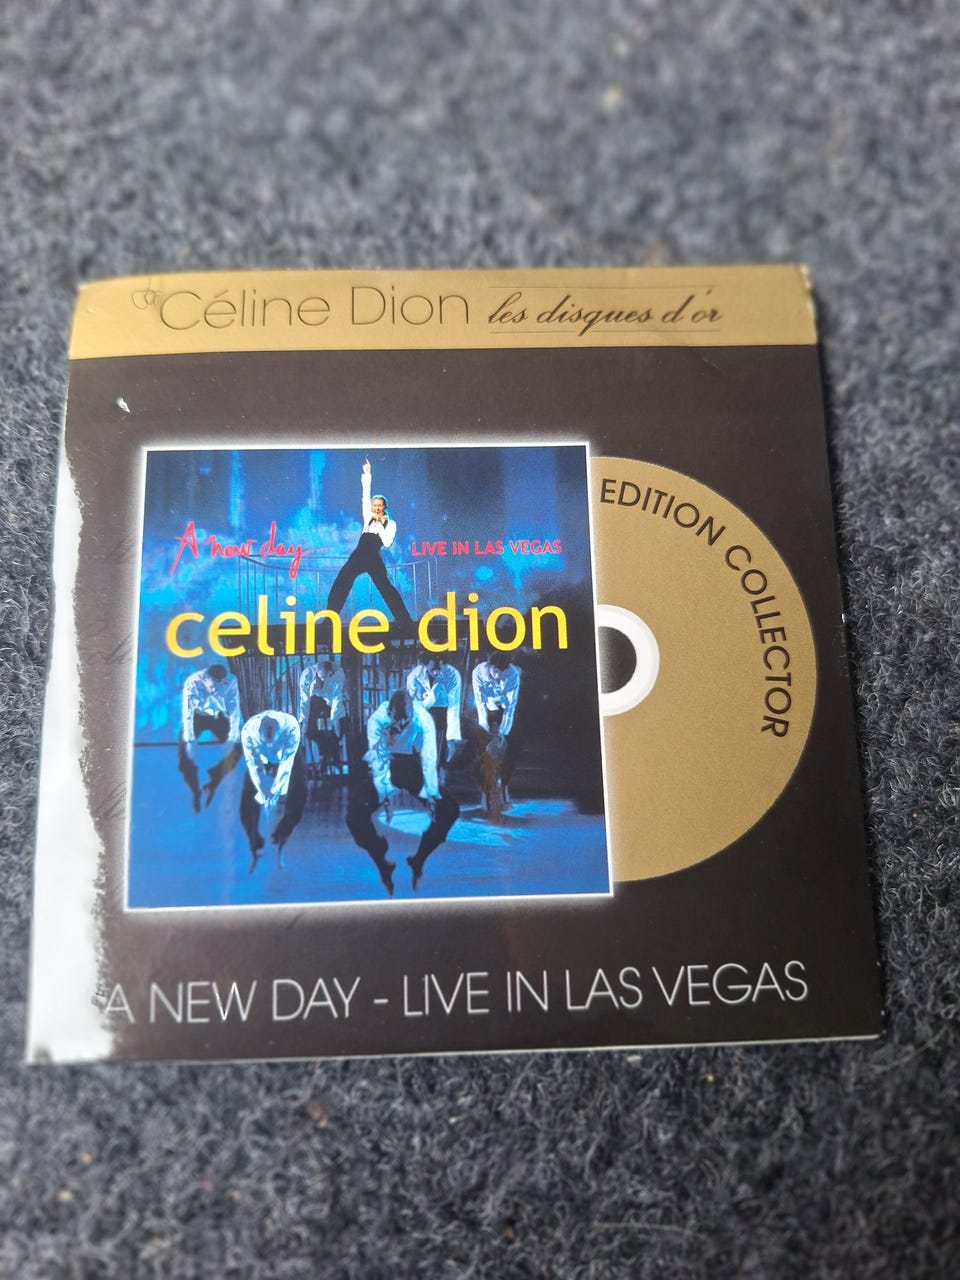 Céline Dion les disques d'or
EDITION COLLECTOR
A new day
LIVE IN LAS VEGAS
celine dion
A NEW DAY - LIVE IN LAS VEGAS